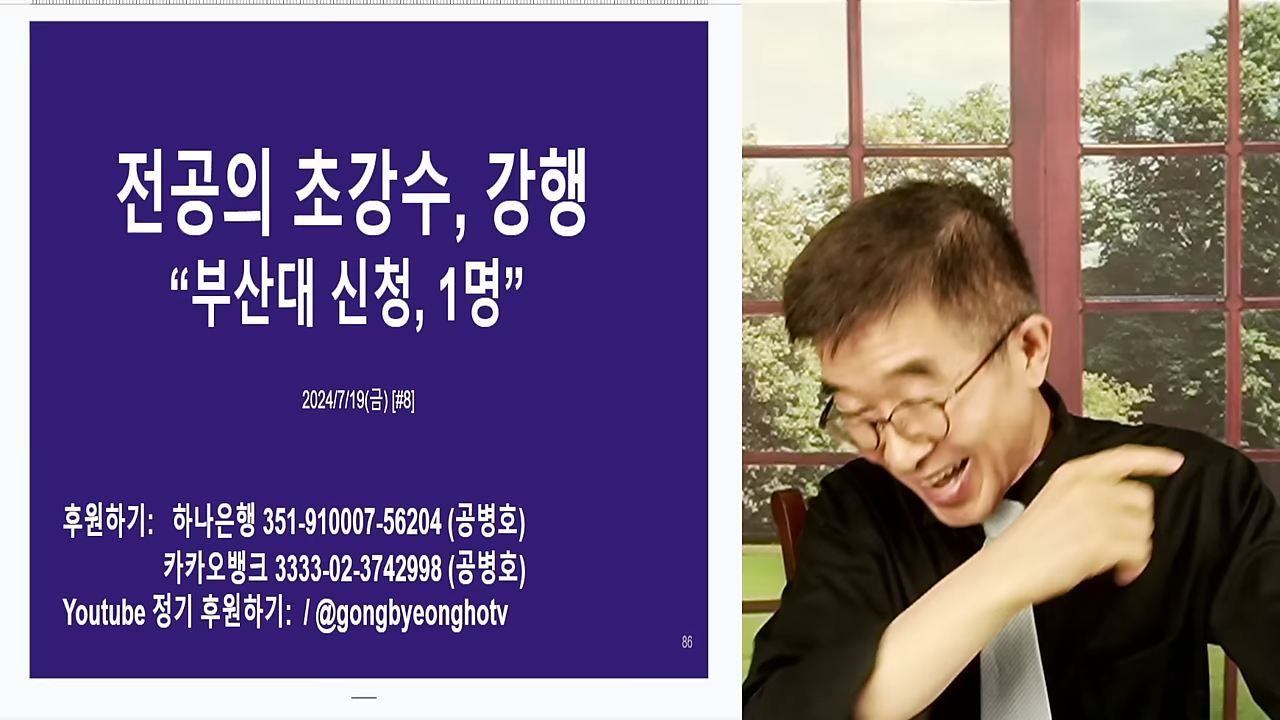 전공의 초강수, 강행
“부산대 신청, 1명”
2024/7/19(금) [#8]
후원하기: 하나은행 351-910007-56204 (공병호)
카카오뱅크 3333-02-3742998 (공병호)
Youtube 정기 후원하기: / @gongbyeonghotv
86